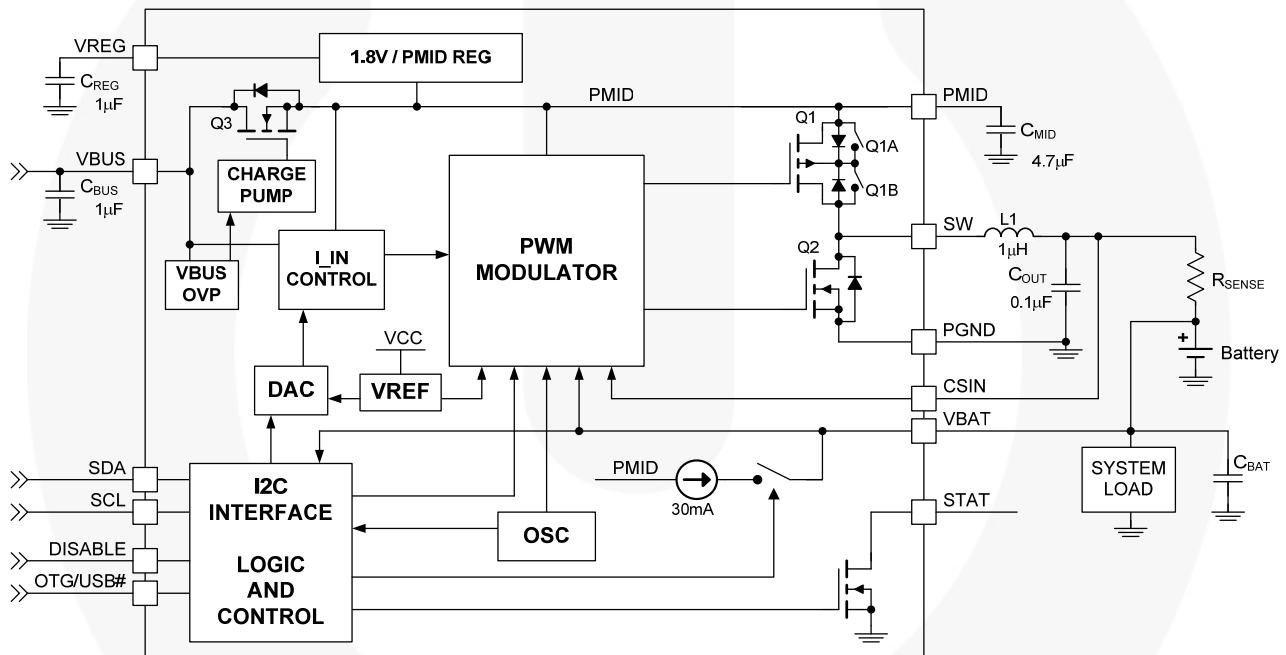 VREG
1.8V / PMID REG
C_REG
1µF
PMID
PMID
Q3
Q1
C_MID
4.7µF
Q1A
VBUS
CHARGE
PUMP
Q1B
C_BUS
1µF
SW
L1
1µH
PWM
MODULATOR
Q2
I_IN
CONTROL
VBUS
OVP
C_OUT
0.1µF
R_SENSE
PGND
+
Battery
VCC
DAC
VREF
CSIN
VBAT
SDA
I2C
INTERFACE
LOGIC
AND
CONTROL
PMID
30mA
SYSTEM
LOAD
C_BAT
SCL
STAT
OSC
DISABLE
OTG/USB#